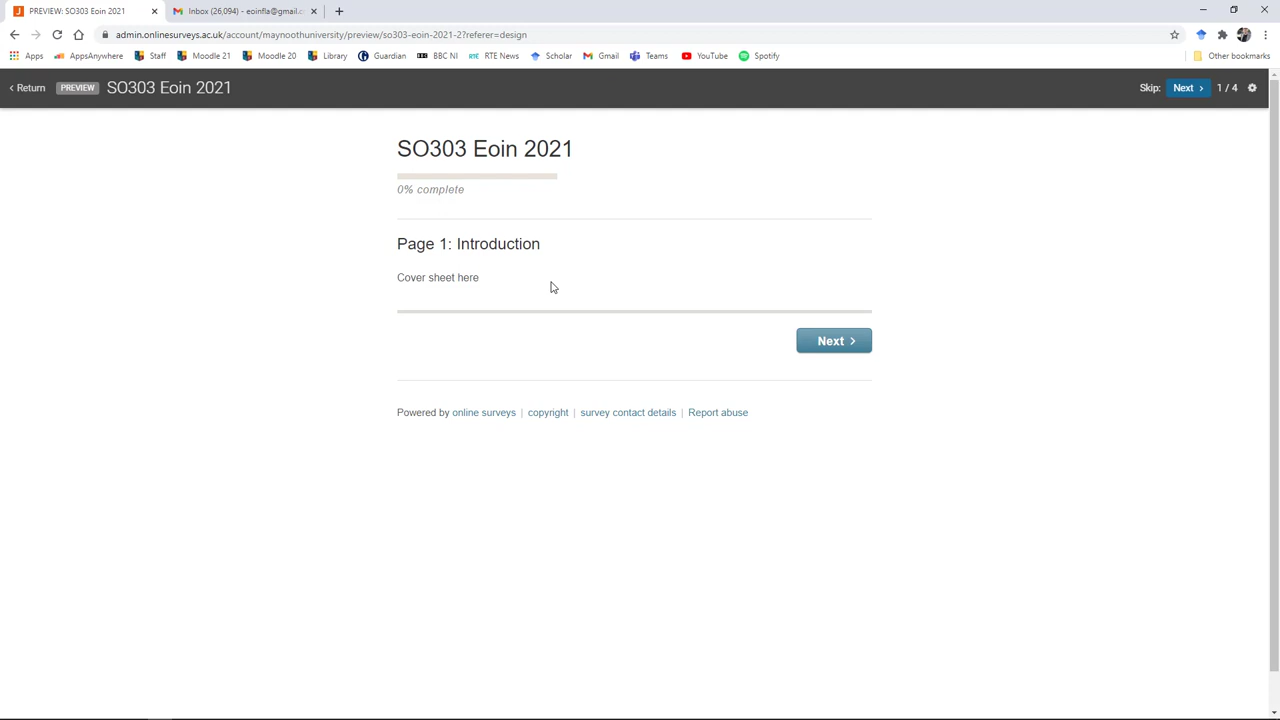 PREVIEW: SO303 Eoin 2021
Inbox (26,094) - eoinfla@gmail.c
admin.onlinesurveys.ac.uk/account/maynoothuniversity/preview/so303-eoin-2021-2?referer=design
Apps AppsAnywhere Staff Moodle 21 Moodle 20 Library Guardian BBC NI RTE News Scholar Gmail Teams YouTube Spotify Other bookmarks
Return PREVIEW SO303 Eoin 2021 Skip: Next 1 / 4
SO303 Eoin 2021
0% complete
Page 1: Introduction
Cover sheet here
Next
Powered by online surveys | copyright | survey contact details | Report abuse